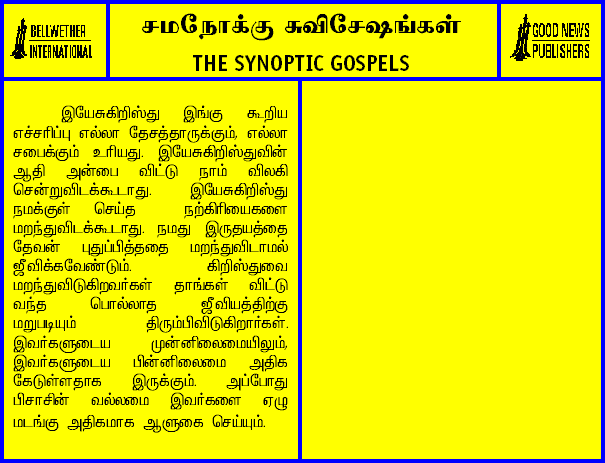 BELLWETHER
INTERNATIONAL
சமநோக்கு சுவிசேஷங்கள்
THE SYNOPTIC GOSPELS
GOOD NEWS
PUBLISHERS
இயேசுகிறிஸ்து இங்கு கூறிய
எச்சரிப்பு எல்லா தேசத்தாருக்கும், எல்லா
சபைக்கும் உரியது. இயேசுகிறிஸ்துவின்
ஆதி அன்பை விட்டு நாம் விலகி
சென்றுவிடக்கூடாது. இயேசுகிறிஸ்து
நமக்குள் செய்த நற்கிரியைகளை
மறந்துவிடக்கூடாது. நமது இருதயத்தை
தேவன் புதுப்பித்ததை மறந்துவிடாமல்
ஜீவிக்கவேண்டும். கிறிஸ்துவை
மறந்துவிடுகிறவர்கள் தாங்கள் விட்டு
வந்த பொல்லாத ஜீவியத்திற்கு
மறுபடியும் திரும்பிவிடுகிறார்கள்.
இவர்களுடைய முன்னிலைமையிலும்,
இவர்களுடைய பின்னிலைமை அதிக
கேடுள்ளதாக இருக்கும். அப்போது
பிசாசின் வல்லமை இவர்களை ஏழு
மடங்கு அதிகமாக ஆளுகை செய்யும்.